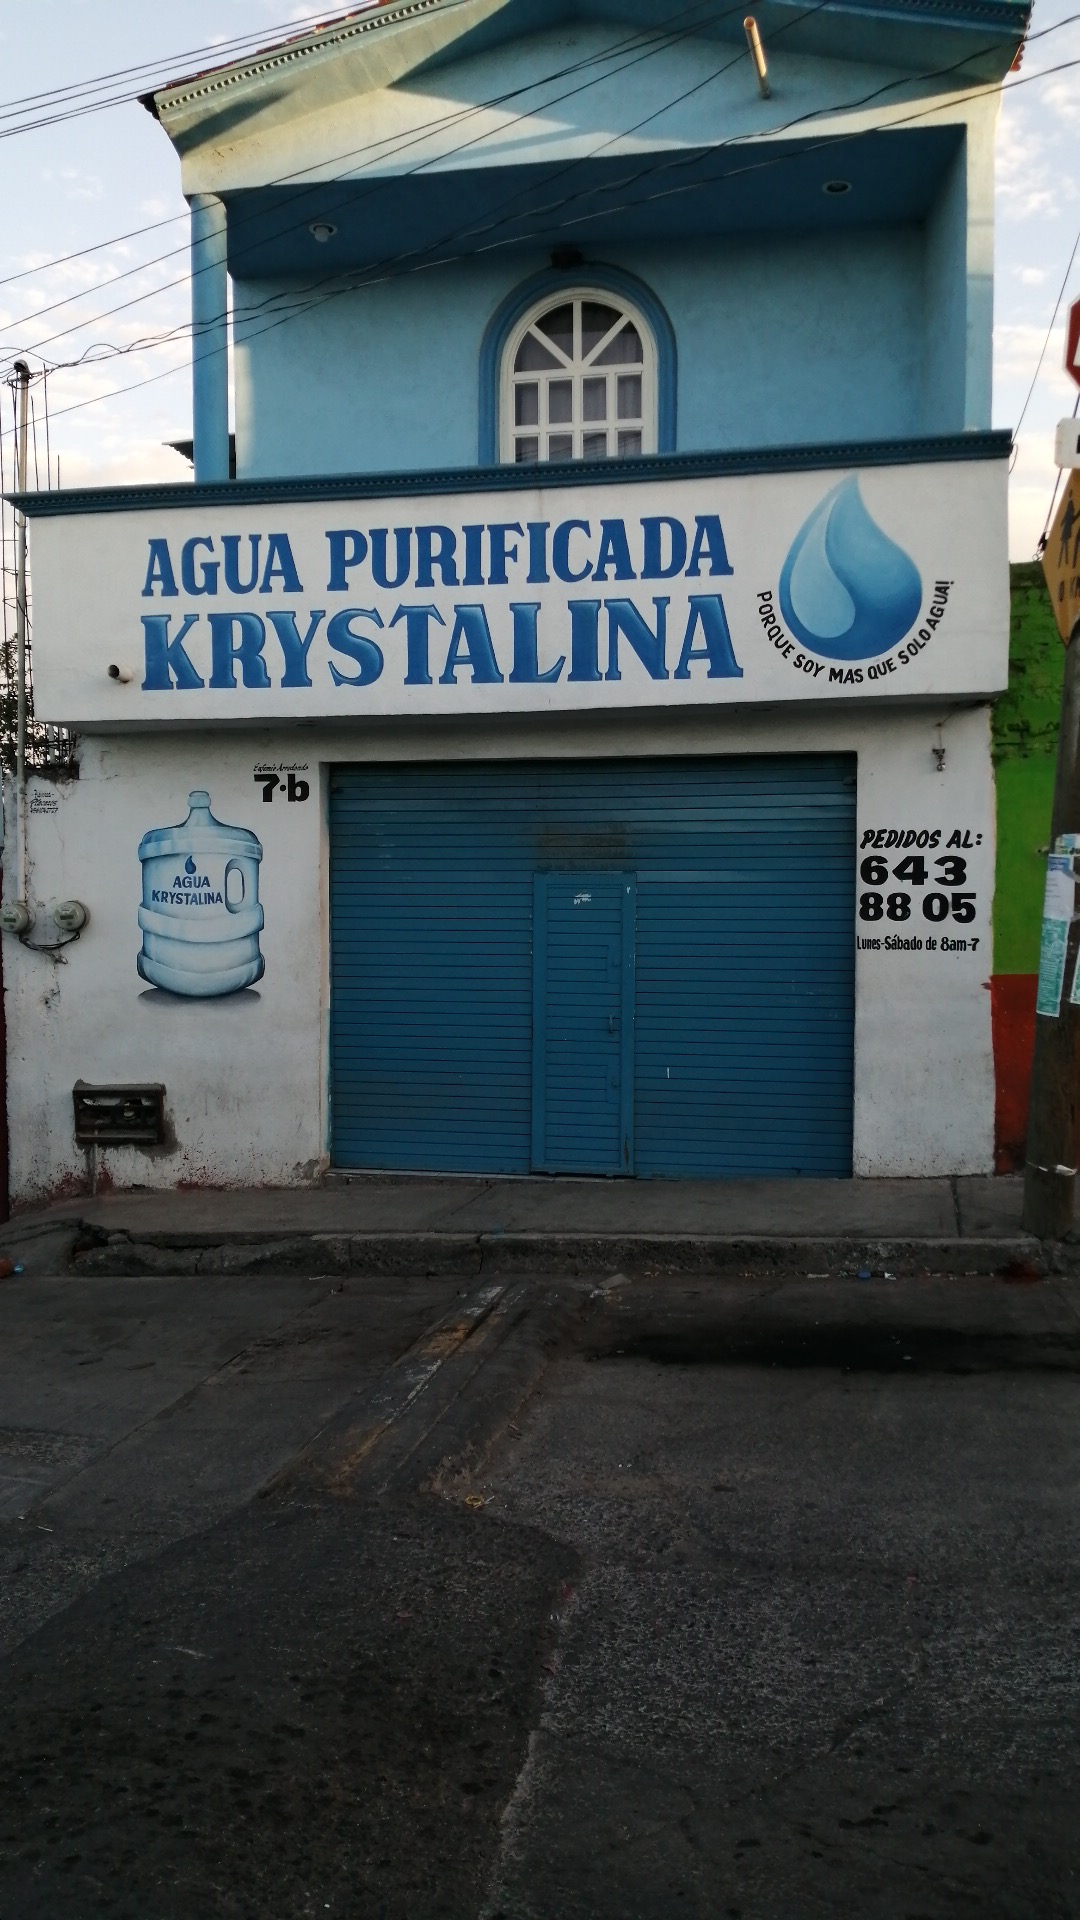 AGUA PURIFICADA
KRYSTALINA
PORQUE SOY MAS QUE SOLO AGUA!
7·b
AGUA
KRYSTALINA
PEDIDOS AL:
643
88 05
Lunes-Sábado de 8am-7